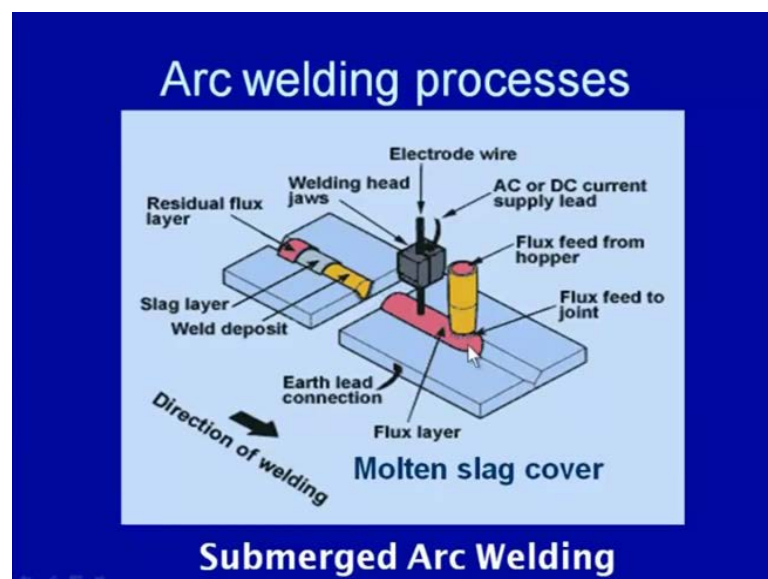 Arc welding processes
Electrode wire
Welding head
jaws
AC or DC current
supply lead
Residual flux
layer
Flux feed from
hopper
Slag layer
Weld deposit
Flux feed to
joint
Earth lead
connection
Direction of welding
Flux layer
Molten slag cover
Submerged Arc Welding